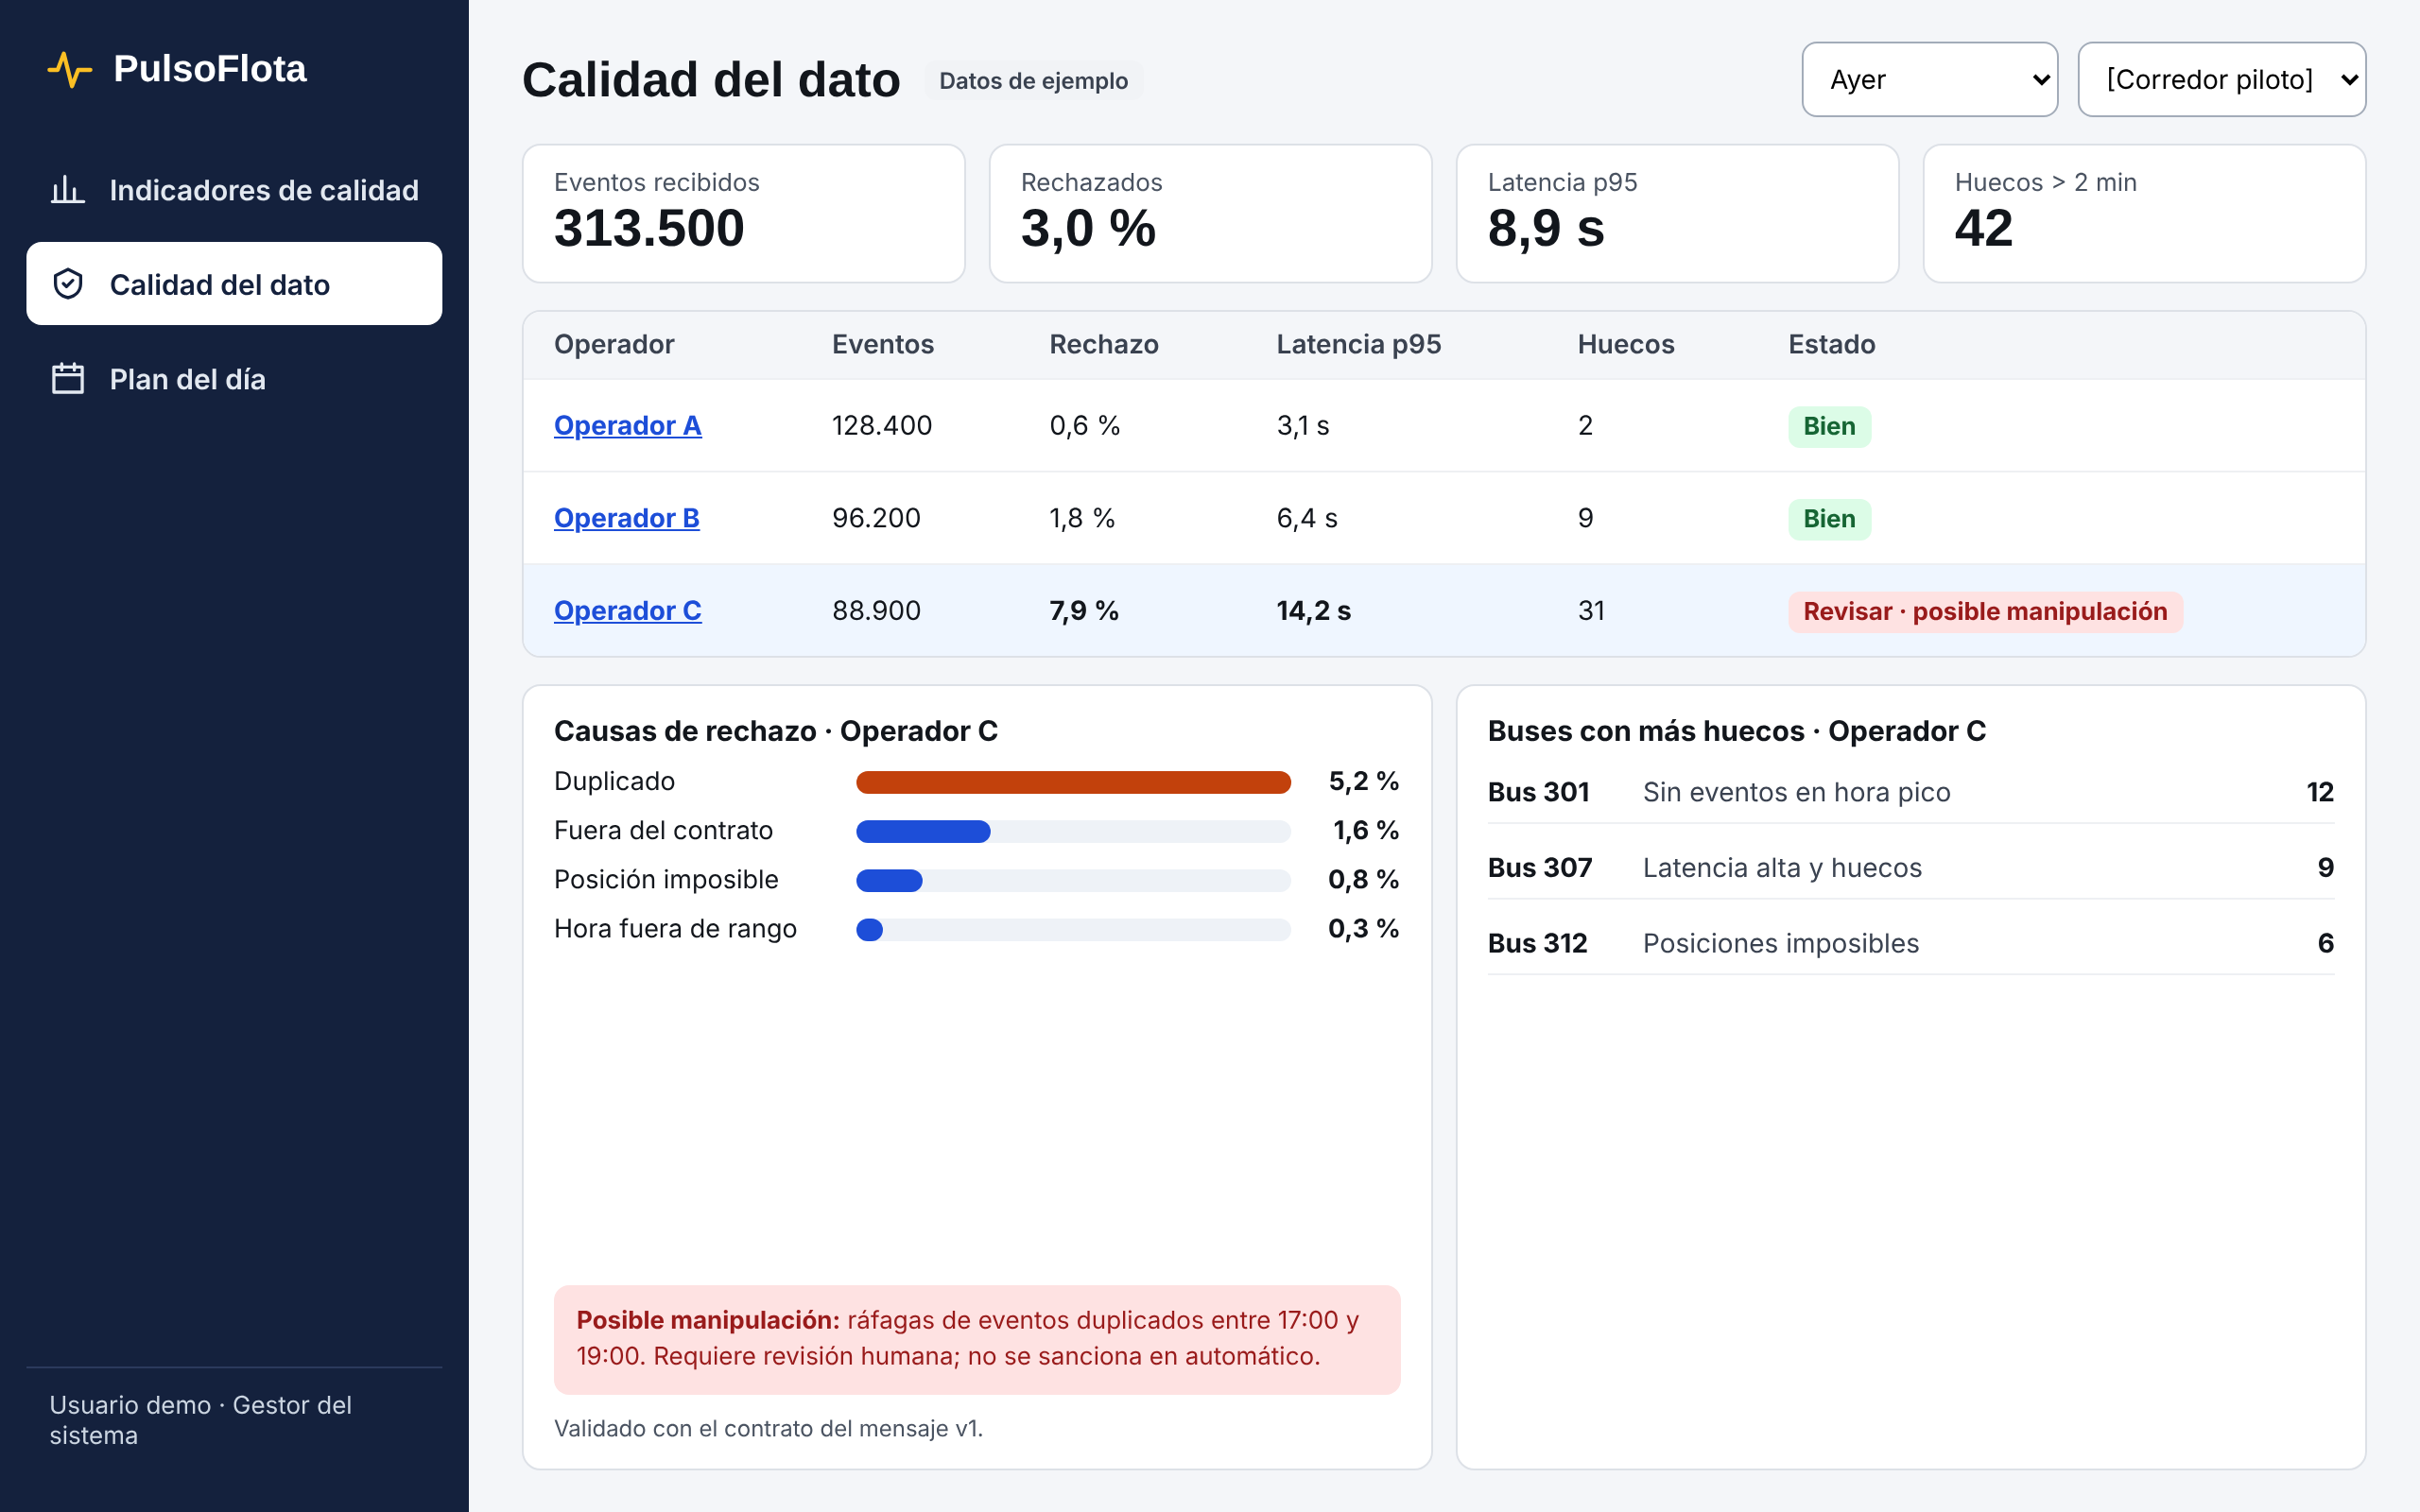 PulsoFlota
Indicadores de calidad
Calidad del dato
Plan del día
Usuario demo · Gestor del
sistema
Calidad del dato
Datos de ejemplo
Ayer
[Corredor piloto]
Eventos recibidos
313.500
Rechazados
3,0 %
Latencia p95
8,9 s
Huecos > 2 min
42
Operador Eventos Rechazo Latencia p95 Huecos Estado
Operador A 128.400 0,6 % 3,1 s 2 Bien
Operador B 96.200 1,8 % 6,4 s 9 Bien
Operador C 88.900 7,9 % 14,2 s 31 Revisar · posible manipulación
Causas de rechazo · Operador C
Duplicado 5,2 %
Fuera del contrato 1,6 %
Posición imposible 0,8 %
Hora fuera de rango 0,3 %
Posible manipulación: ráfagas de eventos duplicados entre 17:00 y
19:00. Requiere revisión humana; no se sanciona en automático.
Validado con el contrato del mensaje v1.
Buses con más huecos · Operador C
Bus 301 Sin eventos en hora pico 12
Bus 307 Latencia alta y huecos 9
Bus 312 Posiciones imposibles 6